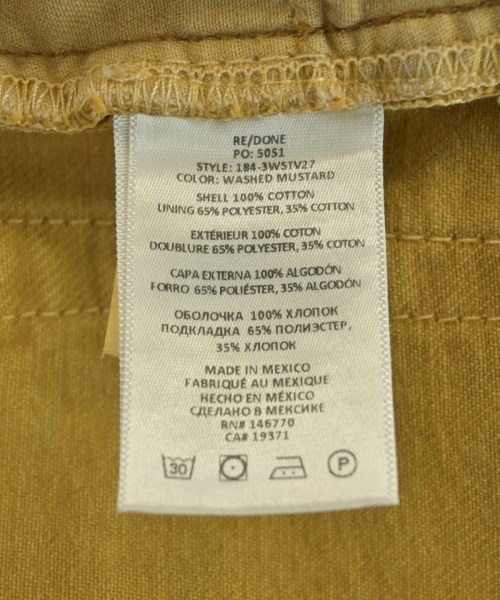 RE/DONE
PO: 5051
STYLE: 184-3WSTV27
COLOR: WASHED MUSTARD
SHELL 100% COTTON
LINING 65% POLYESTER, 35% COTTON
EXTÉRIEUR 100% COTON
DOUBLURE 65% POLYESTER, 35% COTON
CAPA EXTERNA 100% ALGODÓN
FORRO 65% POLIÉSTER, 35% ALGODÓN
ОБОЛОЧКА 100% ХЛОПОК
ПОДКЛАДКА 65% ПОЛИЭСТЕР,
35% ХЛОПОК
MADE IN MEXICO
FABRIQUÉ AU MEXIQUE
HECHO EN MÉXICO
СДЕЛАНО В МЕКСИКЕ
RN# 146770
CA# 19371
30 P